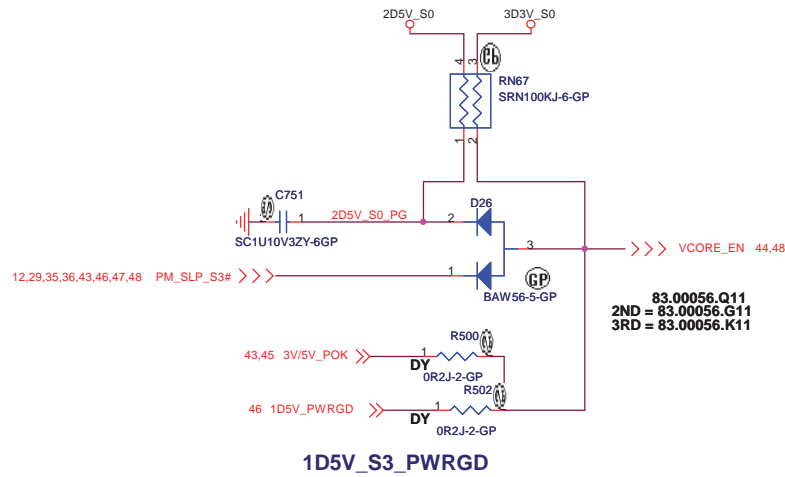 2D5V_S0 3D3V_S0
4 3
RN67
SRN100KJ-6-GP
1 2
C751
1
2D5V_S0_PG
2
D26
SC1U10V3ZY-6GP
3
VCORE_EN 44,48
12,29,35,36,43,46,47,48 PM_SLP_S3#
1
GP
BAW56-5-GP
83.00056.Q11
2ND = 83.00056.G11
3RD = 83.00056.K11
R500
43,45 3V/5V_POK
1
DY
0R2J-2-GP
R502
46 1D5V_PWRGD
1
DY
0R2J-2-GP
1D5V_S3_PWRGD